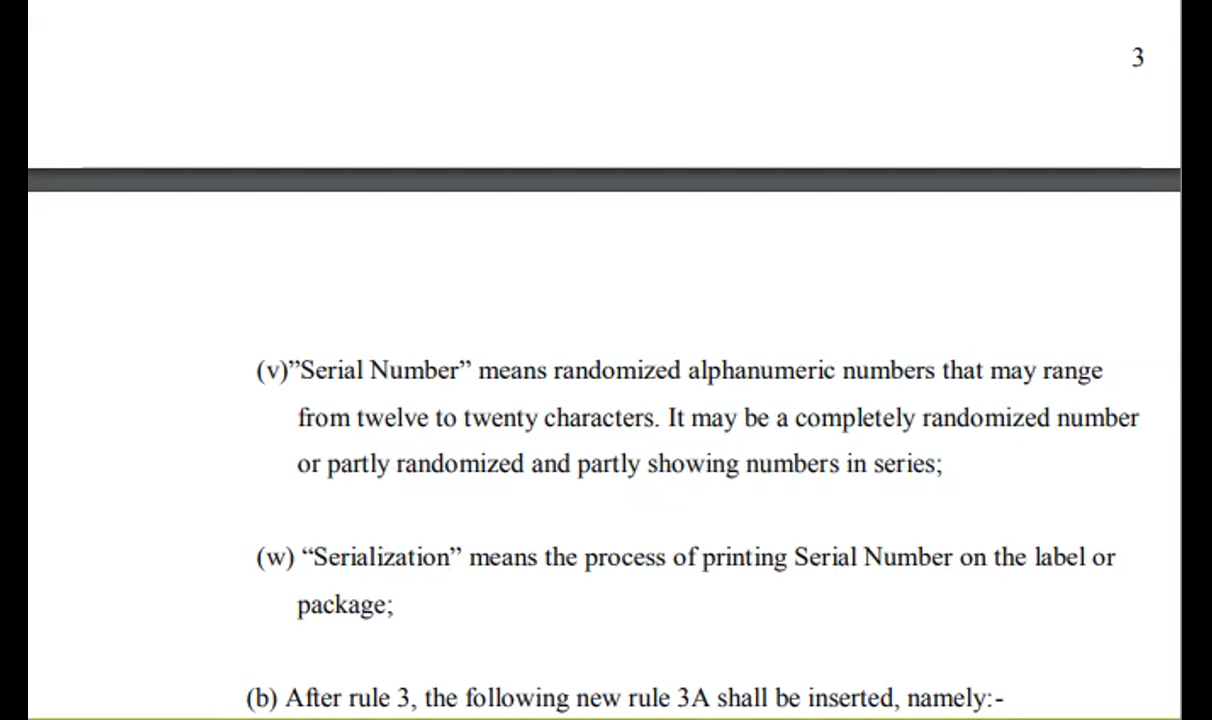 3
(v)”Serial Number” means randomized alphanumeric numbers that may range
from twelve to twenty characters. It may be a completely randomized number
or partly randomized and partly showing numbers in series;
(w) “Serialization” means the process of printing Serial Number on the label or
package;
(b) After rule 3, the following new rule 3A shall be inserted, namely:-